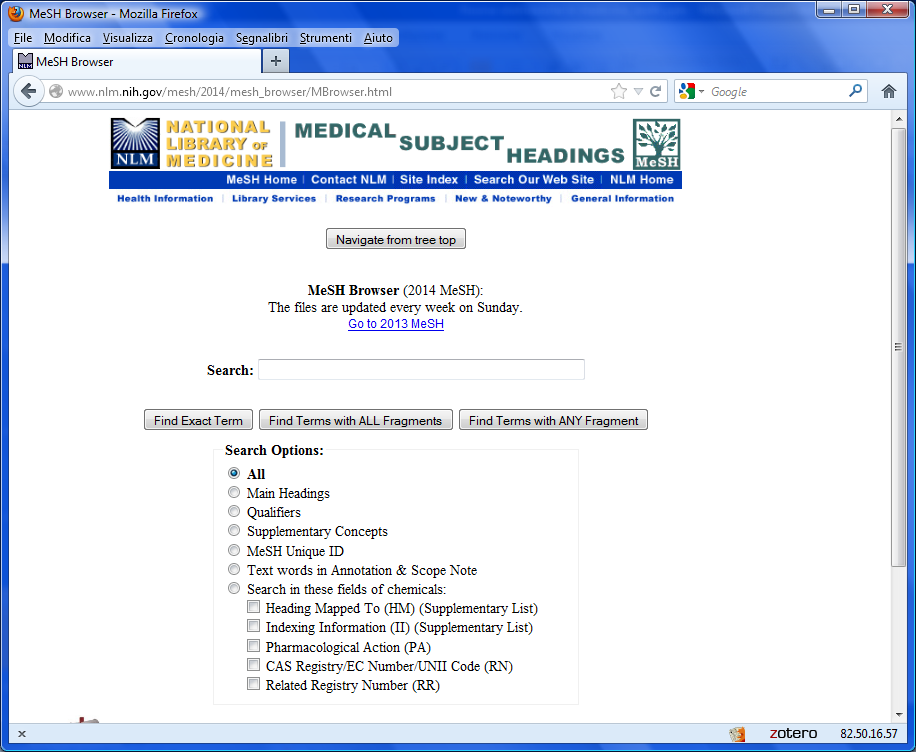 MeSH Browser - Mozilla Firefox
File Modifica Visualizza Cronologia Segnalibri Strumenti Aiuto
NLM MeSH Browser +
www.nlm.nih.gov/mesh/2014/mesh_browser/MBrowser.html Google
NATIONAL LIBRARY OF MEDICINE
NLM
MEDICAL SUBJECT HEADINGS
MeSH
MeSH Home | Contact NLM | Site Index | Search Our Web Site | NLM Home
Health Information | Library Services | Research Programs | New & Noteworthy | General Information
Navigate from tree top
MeSH Browser (2014 MeSH):
The files are updated every week on Sunday.
Go to 2013 MeSH
Search:
Find Exact Term Find Terms with ALL Fragments Find Terms with ANY Fragment
Search Options:
All
Main Headings
Qualifiers
Supplementary Concepts
MeSH Unique ID
Text words in Annotation & Scope Note
Search in these fields of chemicals:
Heading Mapped To (HM) (Supplementary List)
Indexing Information (II) (Supplementary List)
Pharmacological Action (PA)
CAS Registry/EC Number/UNII Code (RN)
Related Registry Number (RR)
zotero 82.50.16.57